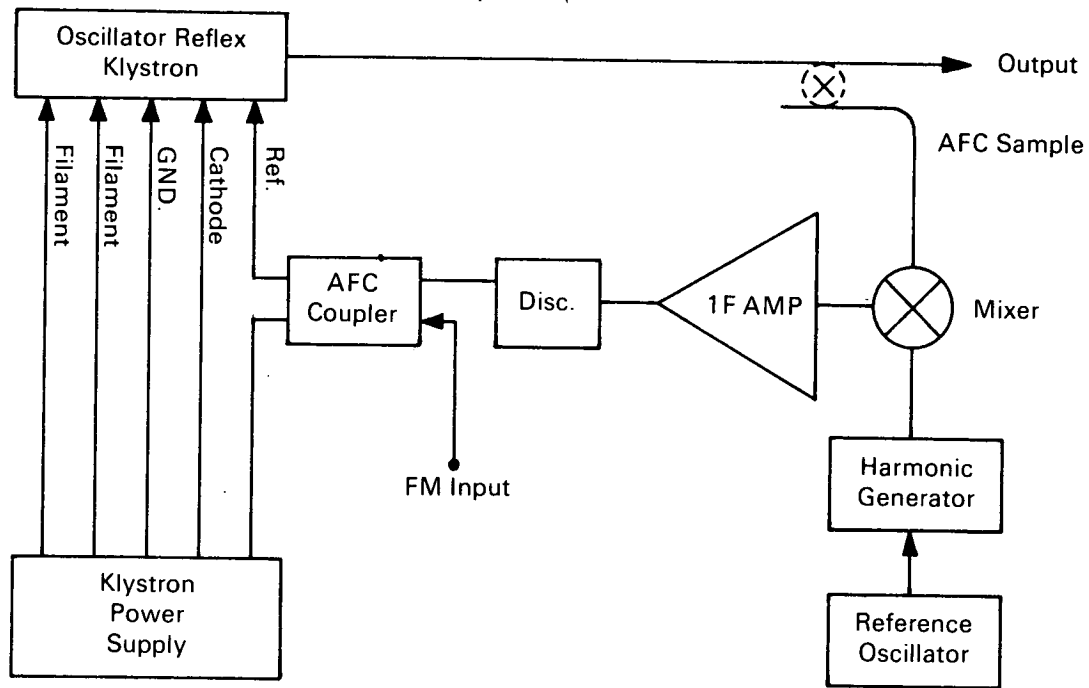 Oscillator Reflex
Klystron
Output
AFC Sample
Filament
Filament
GND.
Cathode
Ref.
AFC
Coupler
Disc.
1F AMP
Mixer
FM Input
Harmonic
Generator
Klystron
Power
Supply
Reference
Oscillator